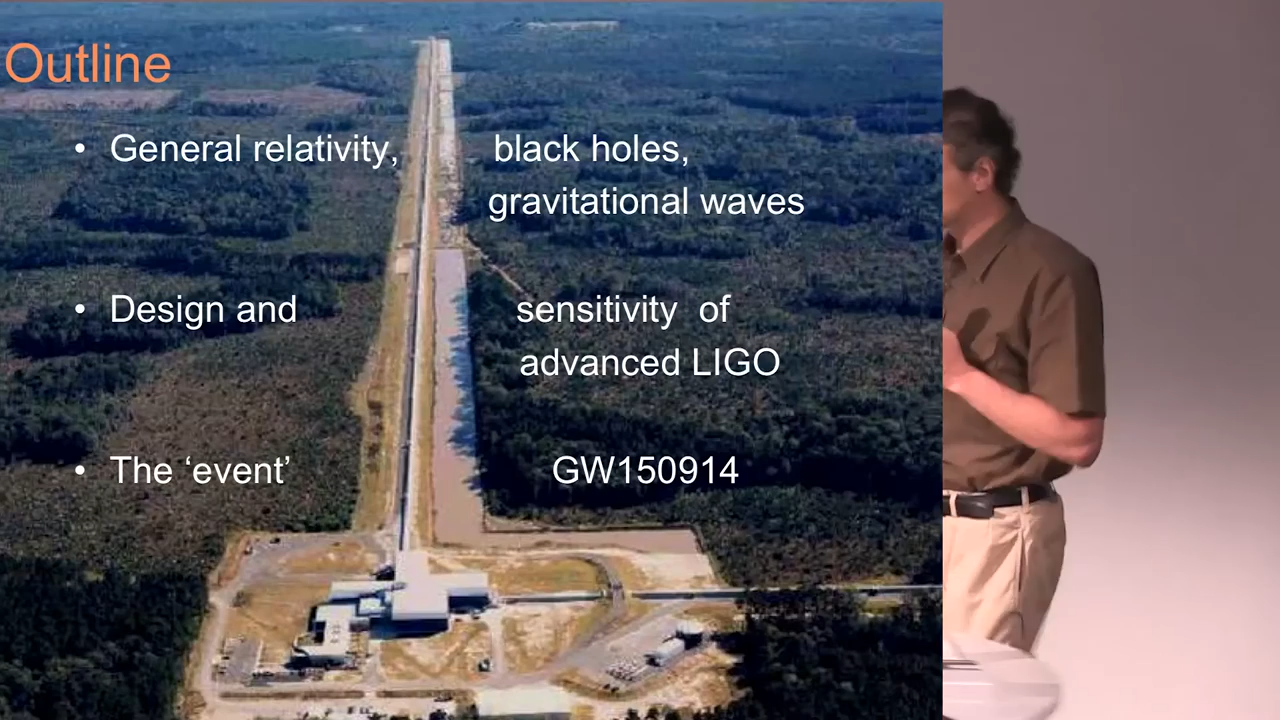 Outline
• General relativity, black holes,
gravitational waves
• Design and sensitivity of
advanced LIGO
• The ‘event’ GW150914